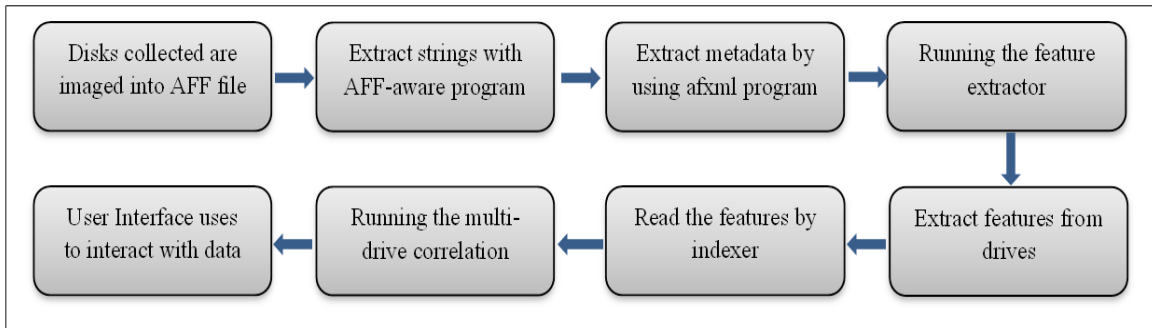 Disks collected are
imaged into AFF file
Extract strings with
AFF-aware program
Extract metadata by
using afxml program
Running the feature
extractor
Extract features from
drives
Read the features by
indexer
Running the multi-
drive correlation
User Interface uses
to interact with data